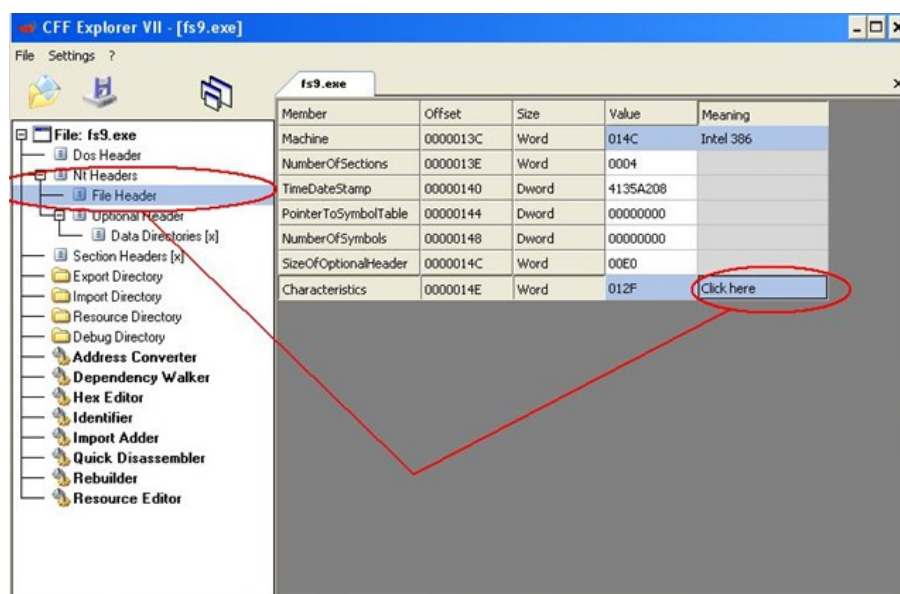 CFF Explorer VII - [fs9.exe]
File Settings ?
fs9.exe
File: fs9.exe
Dos Header
Nt Headers
File Header
Optional Header
Data Directories [x]
Section Headers [x]
Export Directory
Import Directory
Resource Directory
Debug Directory
Address Converter
Dependency Walker
Hex Editor
Identifier
Import Adder
Quick Disassembler
Rebuilder
Resource Editor
Member Offset Size Value Meaning
Machine 0000013C Word 014C Intel 386
NumberOfSections 0000013E Word 0004
TimeDateStamp 00000140 Dword 4135A208
PointerToSymbolTable 00000144 Dword 00000000
NumberOfSymbols 00000148 Dword 00000000
SizeOfOptionalHeader 0000014C Word 00E0
Characteristics 0000014E Word 012F Click here